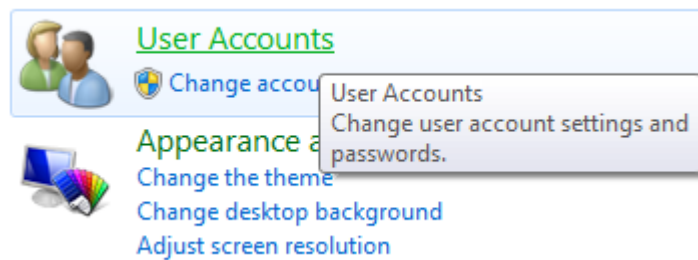 User Accounts
Change accou
User Accounts
Change user account settings and
passwords.
Appearance a
Change the theme
Change desktop background
Adjust screen resolution